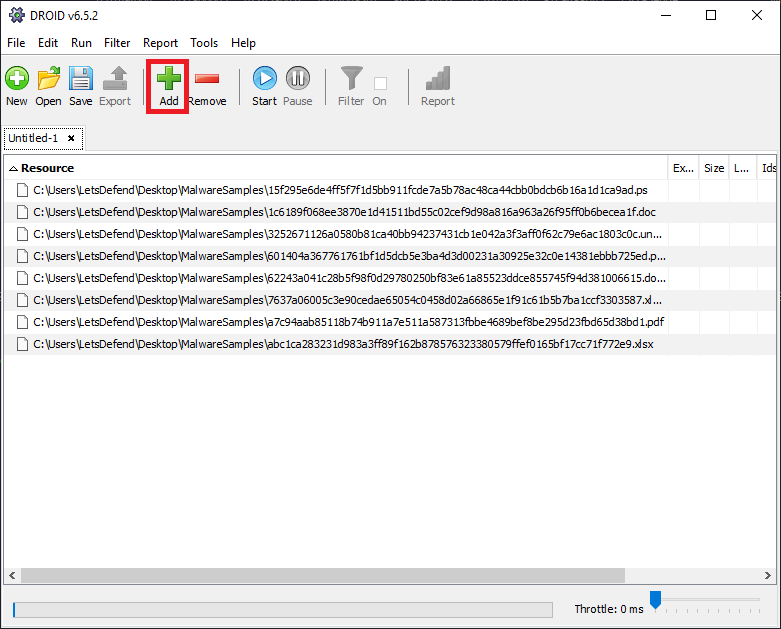 DROID v6.5.2
File Edit Run Filter Report Tools Help
New Open Save Export Add Remove Start Pause Filter On Report
Untitled-1 ×
Resource Ex... Size L... Ids
C:\Users\LetsDefend\Desktop\MalwareSamples\15f295e6de4ff5f7f1d5bb911fcde7a5b78ac48ca44cbb0bdcb6b16a1d1ca9ad.ps
C:\Users\LetsDefend\Desktop\MalwareSamples\1c6189f068ee3870e1d41511bd55c02cef9d98a816a963a26f95ff0b6becea1f.doc
C:\Users\LetsDefend\Desktop\MalwareSamples\3252671126a0580b81ca40bb94237431cb1e042a3f3aff0f62c79e6ac1803c0c.un...
C:\Users\LetsDefend\Desktop\MalwareSamples\601404a367761761bf1d5dcb5e3ba4d3d00231a30925e32c0e14381ebbb725ed.p...
C:\Users\LetsDefend\Desktop\MalwareSamples\62243a041c28b5f98f0d29780250bf83e61a85523ddce855745f94d381006615.do...
C:\Users\LetsDefend\Desktop\MalwareSamples\7637a06005c3e90cedae65054c0458d02a66865e1f91c61b5b7ba1ccf3303587.xl...
C:\Users\LetsDefend\Desktop\MalwareSamples\a7c94aab85118b74b911a7e511a587313fbbe4689bef8be295d23fbd65d38bd1.pdf
C:\Users\LetsDefend\Desktop\MalwareSamples\abc1ca283231d983a3ff89f162b878576323380579ffef0165bf17cc71f772e9.xlsx
Throttle: 0 ms